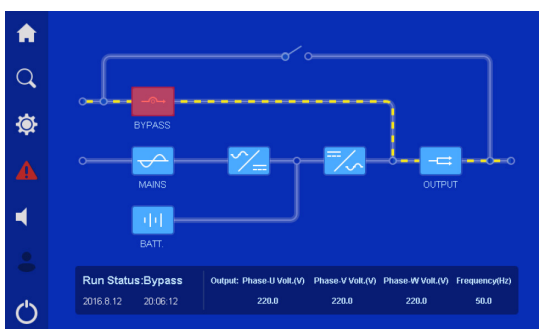 BYPASS
MAINS
OUTPUT
BATT.
Run Status:Bypass
2016.8.12 20:06:12
Output: Phase-U Volt.(V) Phase-V Volt.(V) Phase-W Volt.(V) Frequency(Hz)
220.0 220.0 220.0 50.0